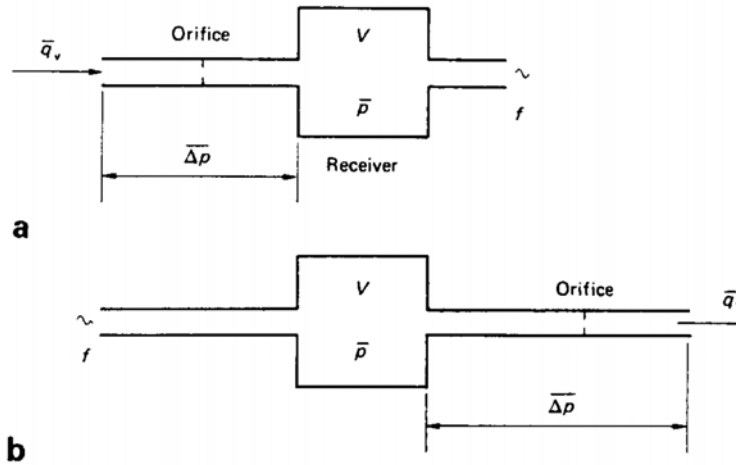 Orifice
V
q̅ᵥ
~
p̅
f
Δp̅
Receiver
a
V
Orifice
q̅
~
p̅
f
Δp̅
b